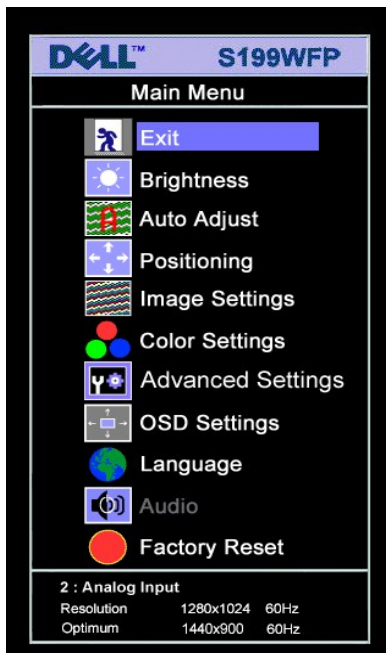 DELL™ S199WFP
Main Menu
Exit
Brightness
Auto Adjust
Positioning
Image Settings
Color Settings
Advanced Settings
OSD Settings
Language
Audio
Factory Reset
2 : Analog Input
Resolution 1280x1024 60Hz
Optimum 1440x900 60Hz